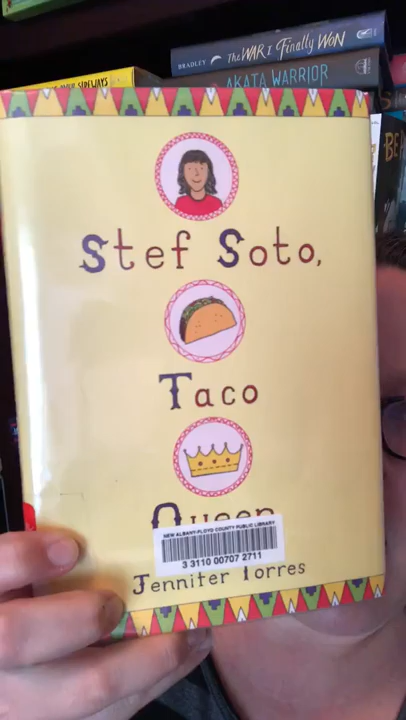 BRADLEY The WAR I Finally WON
AKATA WARRIOR
SIDEWAYS
Stef Soto,
Taco
Queen
NEW ALBANY-FLOYD COUNTY PUBLIC LIBRARY
3 3110 00707 2711
Jennifer Torres